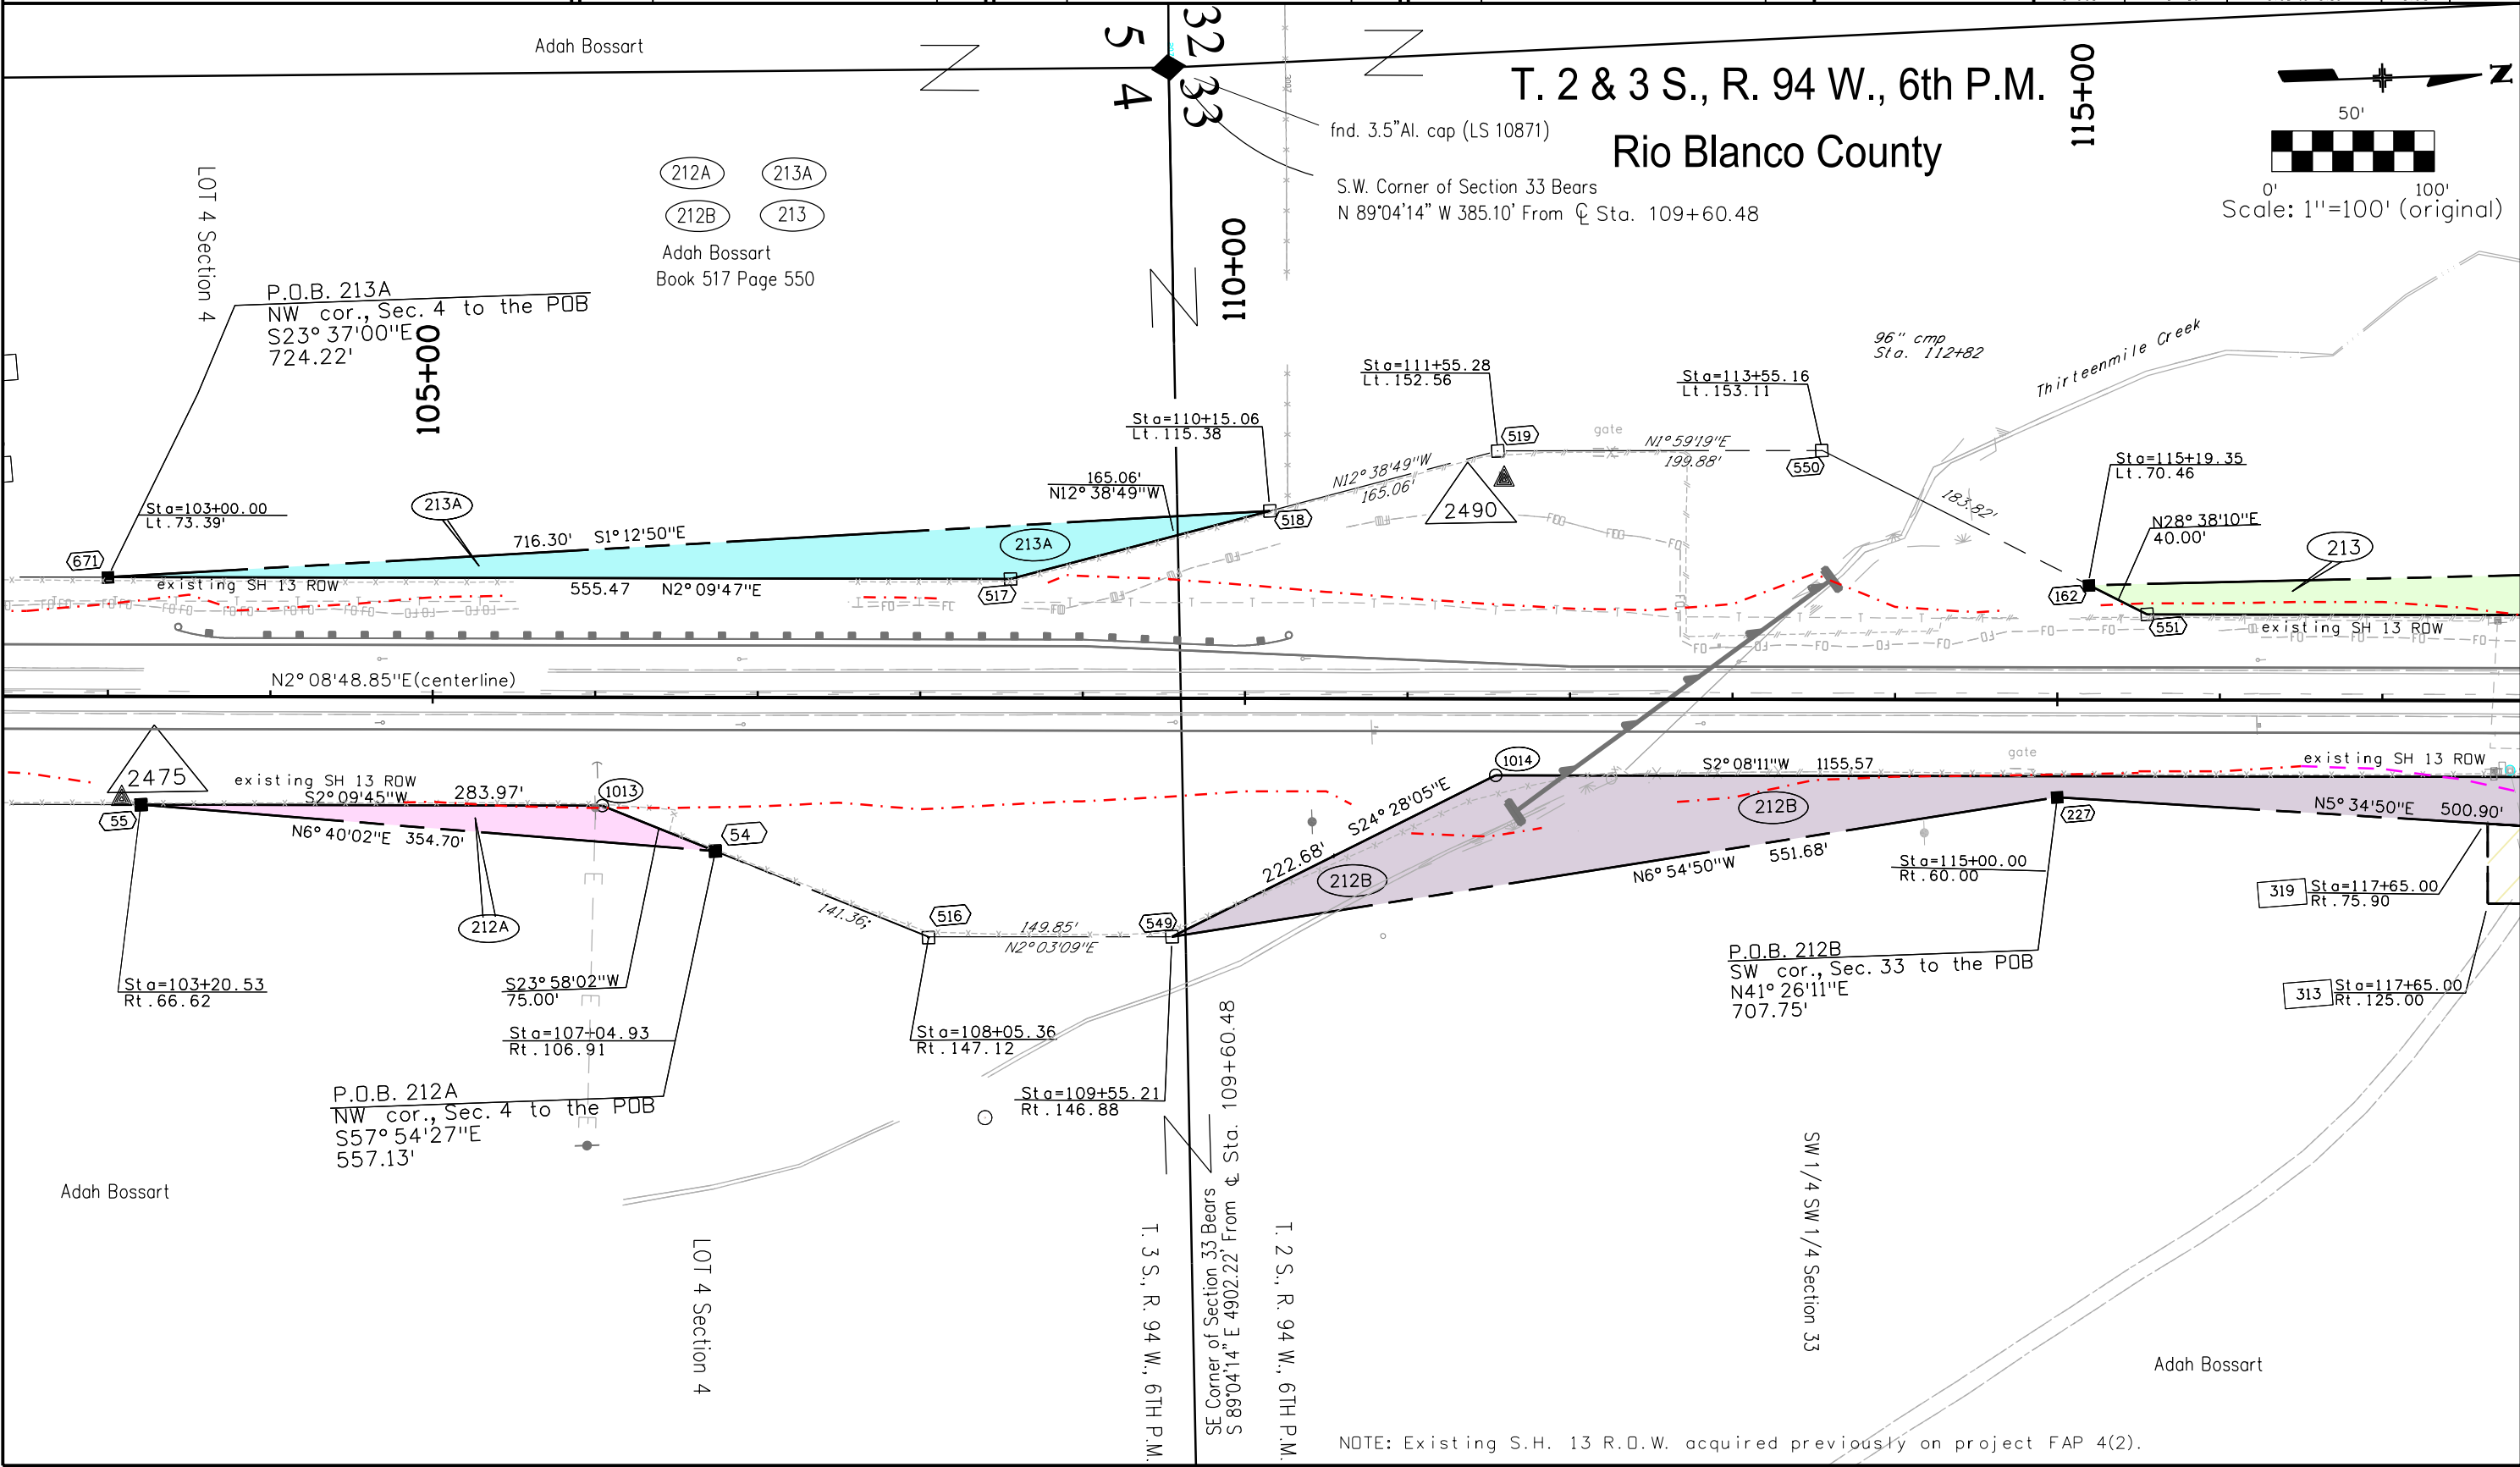 Adah Bossart
5
32
4
33
T. 2 & 3 S., R. 94 W., 6th P.M.
Rio Blanco County
115+00
N
50'
0'
100'
Scale: 1"=100' (original)
fnd. 3.5"Al. cap (LS 10871)
S.W. Corner of Section 33 Bears
N 89°04'14" W 385.10' From ℄ Sta. 109+60.48
LOT 4 Section 4
212A
213A
212B
213
Adah Bossart
Book 517 Page 550
P.O.B. 213A
NW cor., Sec. 4 to the POB
S23°37'00"E
724.22'
105+00
110+00
96" cmp
Sta. 112+82
Thirteenmile Creek
Sta=111+55.28
Lt.152.56
Sta=113+55.16
Lt.153.11
Sta=110+15.06
Lt.115.38
519
gate
N1°59'19"E
199.88'
550
Sta=115+19.35
Lt.70.46
165.06'
N12°38'49"W
N12°38'49"W
165.06'
2490
183.82'
N28°38'10"E
40.00'
213
Sta=103+00.00
Lt.73.39'
213A
716.30' S1°12'50"E
518
213A
671
existing SH 13 ROW
555.47 N2°09'47"E
517
162
551
existing SH 13 ROW
N2°08'48.85"E(centerline)
2475
existing SH 13 ROW
S2°09'45"W
283.97'
1013
1014
S2°08'11"W 1155.57
gate
existing SH 13 ROW
55
N6°40'02"E 354.70'
54
S24°28'05"E
222.68'
212B
212B
227
N5°34'50"E 500.90'
N6°54'50"W 551.68'
Sta=115+00.00
Rt.60.00
319
Sta=117+65.00
Rt.75.90
212A
141.36;
516
149.85'
N2°03'09"E
549
P.O.B. 212B
SW cor., Sec. 33 to the POB
N41°26'11"E
707.75'
313
Sta=117+65.00
Rt.125.00
Sta=103+20.53
Rt.66.62
S23°58'02"W
75.00'
Sta=107+04.93
Rt.106.91
Sta=108+05.36
Rt.147.12
Sta=109+55.21
Rt.146.88
P.O.B. 212A
NW cor., Sec. 4 to the POB
S57°54'27"E
557.13'
Adah Bossart
LOT 4 Section 4
T. 3 S., R. 94 W., 6TH P.M.
SE Corner of Section 33 Bears
S 89°04'14" E 4902.22' From ℄ Sta. 109+60.48
T. 2 S., R. 94 W., 6TH P.M.
SW 1/4 SW 1/4 Section 33
Adah Bossart
NOTE: Existing S.H. 13 R.O.W. acquired previously on project FAP 4(2).